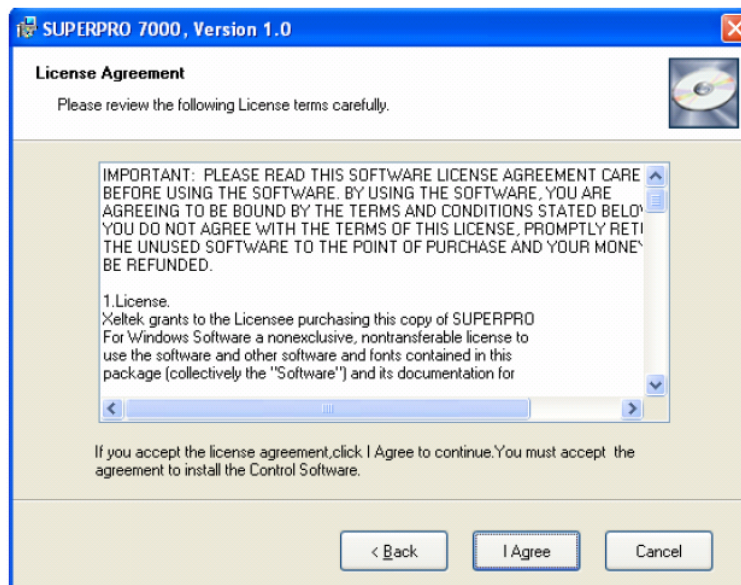 SUPERPRO 7000, Version 1.0
License Agreement
Please review the following License terms carefully.
IMPORTANT: PLEASE READ THIS SOFTWARE LICENSE AGREEMENT CARE
BEFORE USING THE SOFTWARE. BY USING THE SOFTWARE, YOU ARE
AGREEING TO BE BOUND BY THE TERMS AND CONDITIONS STATED BELO
YOU DO NOT AGREE WITH THE TERMS OF THIS LICENSE, PROMPTLY RET
THE UNUSED SOFTWARE TO THE POINT OF PURCHASE AND YOUR MONEY
BE REFUNDED.
1.License.
Xeltek grants to the Licensee purchasing this copy of SUPERPRO
For Windows Software a nonexclusive, nontransferable license to
use the software and other software and fonts contained in this
package (collectively the "Software") and its documentation for
If you accept the license agreement,click I Agree to continue.You must accept the
agreement to install the Control Software.
< Back
I Agree
Cancel